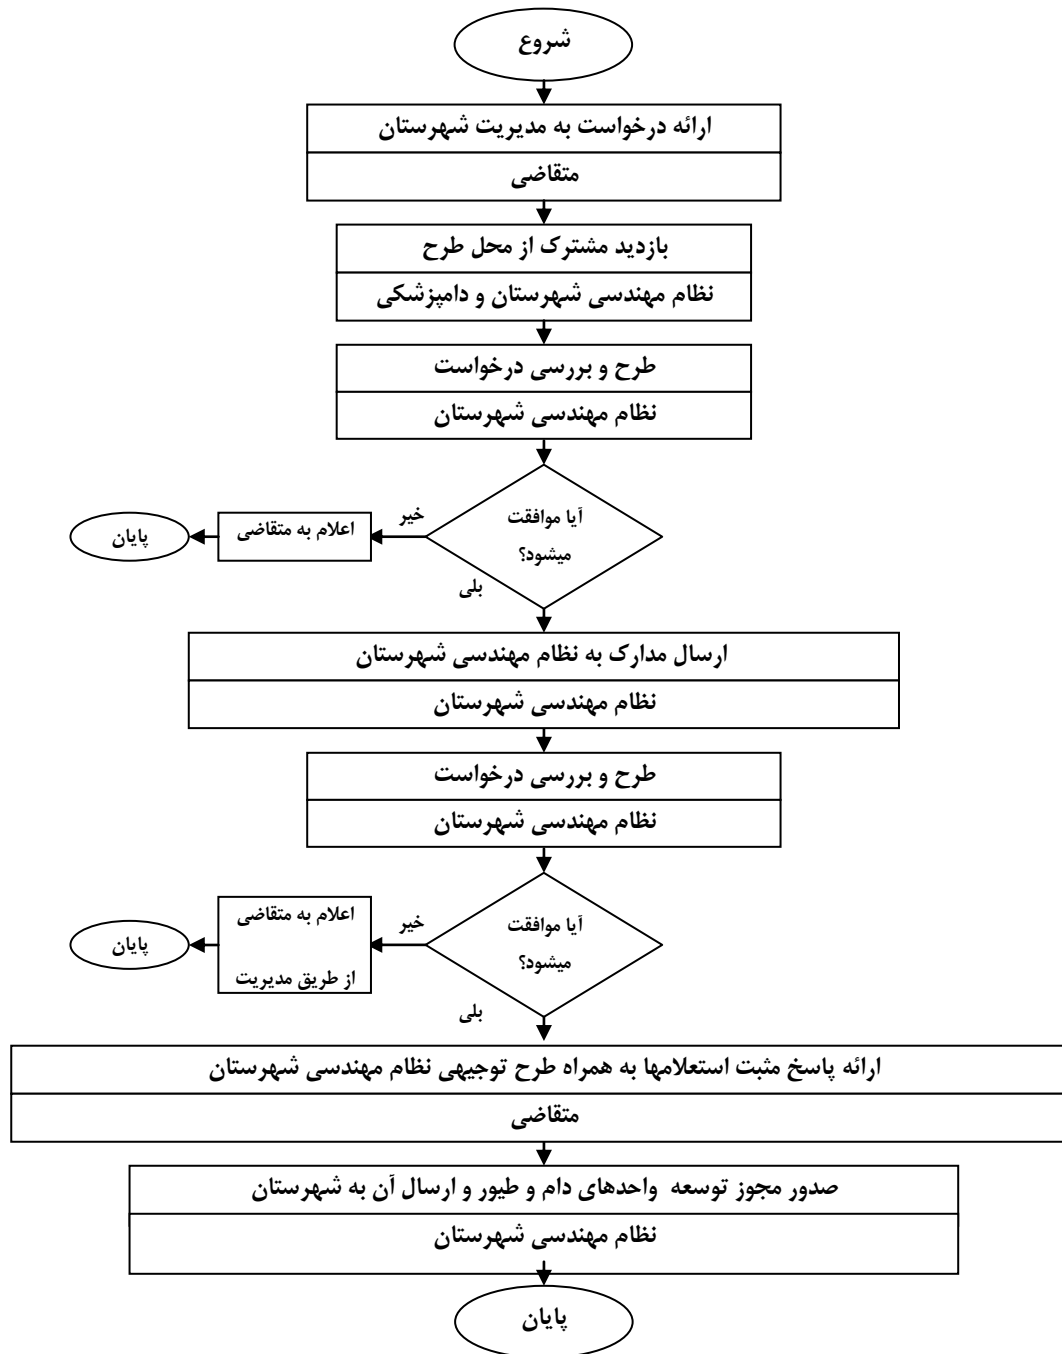 شروع
ارائه درخواست به مدیریت شهرستان
متقاضی
بازدید مشترک از محل طرح
نظام مهندسی شهرستان و دامپزشکی
طرح و بررسی درخواست
نظام مهندسی شهرستان
آیا موافقت
میشود؟
خیر
اعلام به متقاضی
پایان
بلی
ارسال مدارک به نظام مهندسی شهرستان
نظام مهندسی شهرستان
طرح و بررسی درخواست
نظام مهندسی شهرستان
آیا موافقت
میشود؟
خیر
اعلام به متقاضی
از طریق مدیریت
پایان
بلی
ارائه پاسخ مثبت استعلامها به همراه طرح توجیهی نظام مهندسی شهرستان
متقاضی
صدور مجوز توسعه واحدهای دام و طیور و ارسال آن به شهرستان
نظام مهندسی شهرستان
پایان